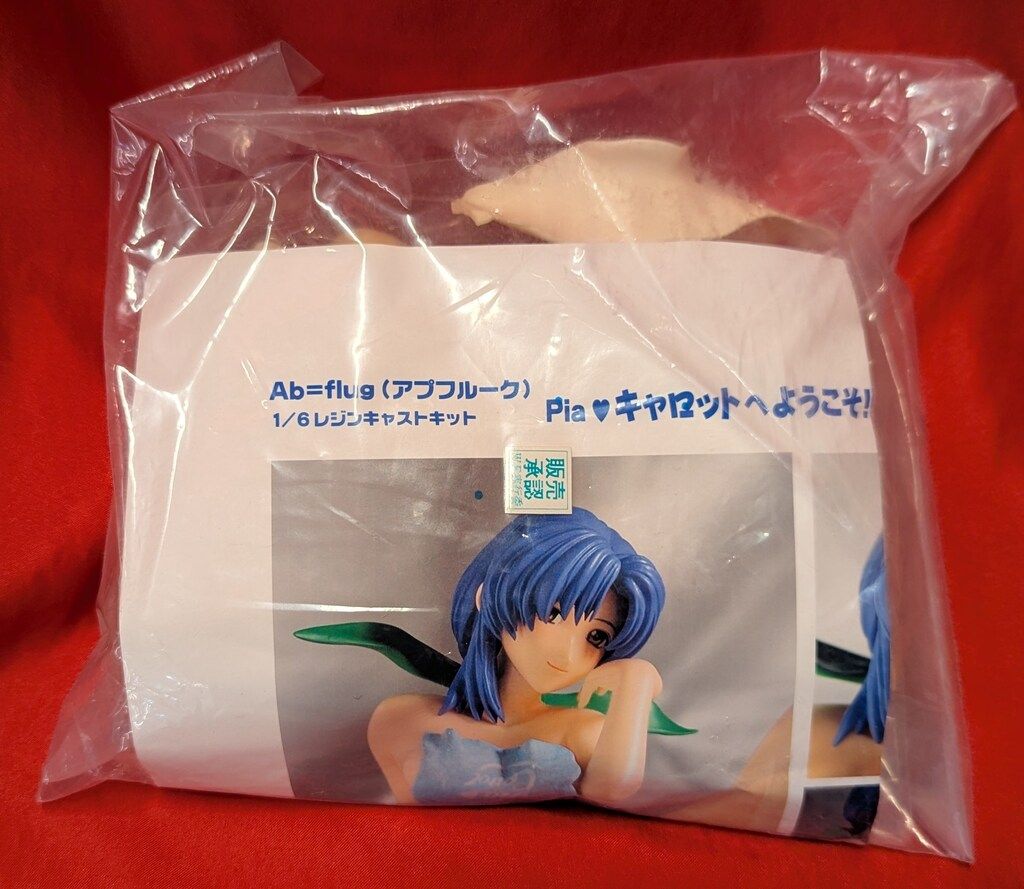 Ab=flug(アブフルーク)
1/6レジンキャストキット
Pia♥キャロットへようこそ!
販売
承認